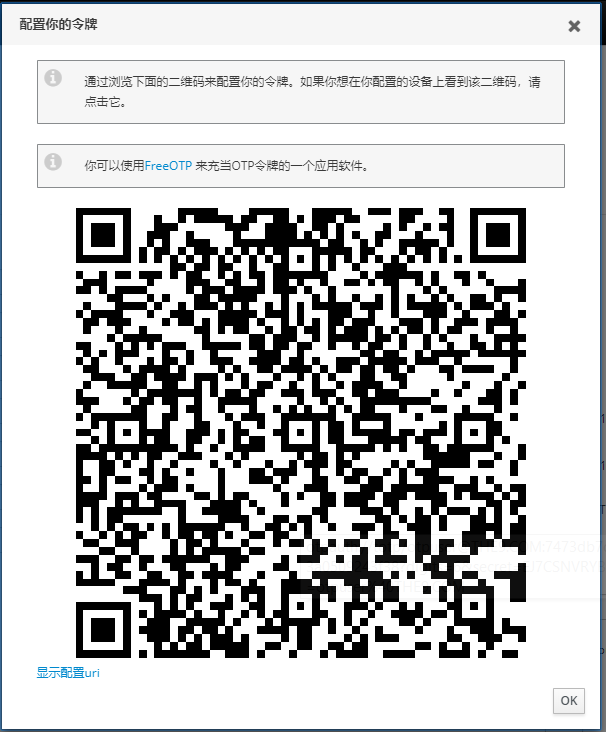 配置你的令牌
通过浏览下面的二维码来配置你的令牌。如果你想在你配置的设备上看到该二维码，请
点击它。
你可以使用FreeOTP 来充当OTP令牌的一个应用软件。
显示配置uri
OK